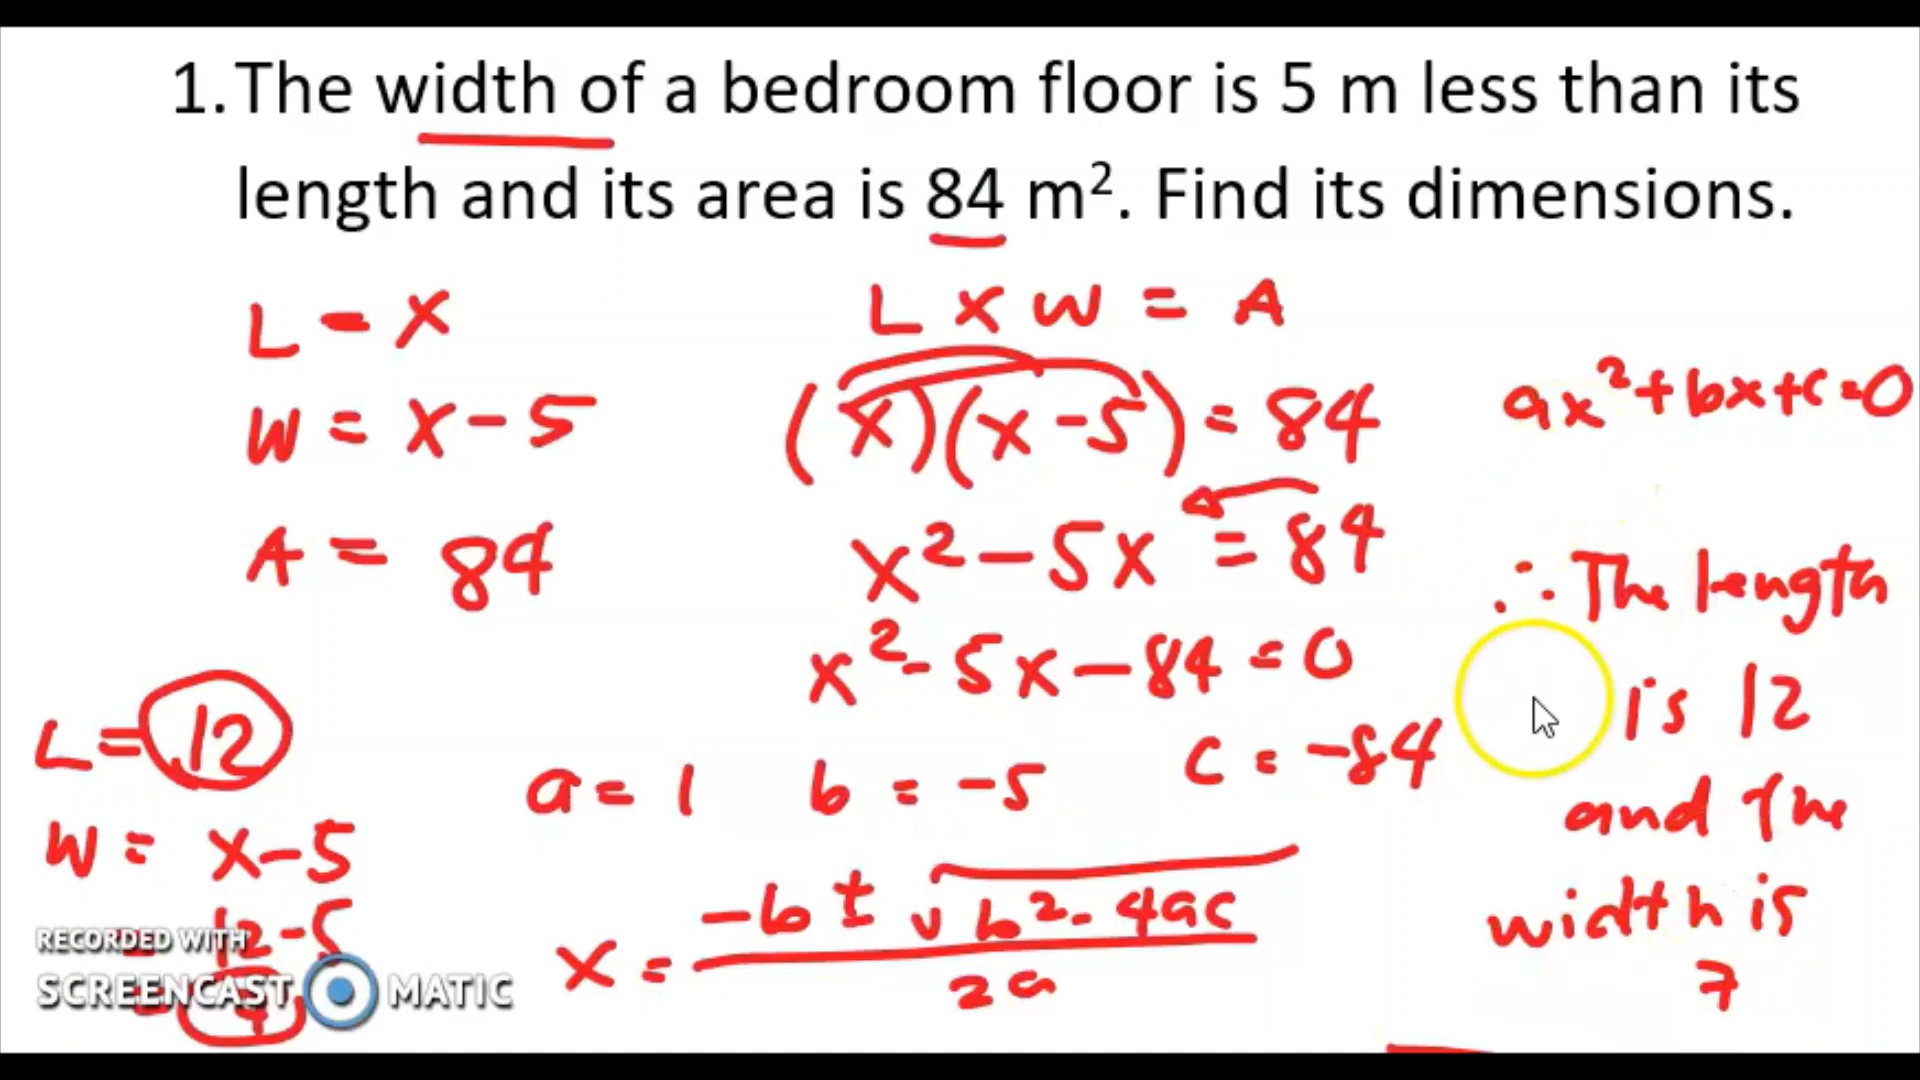 1. The width of a bedroom floor is 5 m less than its
length and its area is 84 m². Find its dimensions.
L = x
W = x - 5
A = 84
L x W = A
(x)(x - 5) = 84
x² - 5x = 84
x² - 5x - 84 = 0
a = 1 b = -5 c = -84
x = -b ± √b² - 4ac
2a
ax² + bx + c = 0
∴ The length
is 12
and the
width is
7
L = 12
W = x - 5
= 12 - 5
= 7
RECORDED WITH
SCREENCAST MATIC